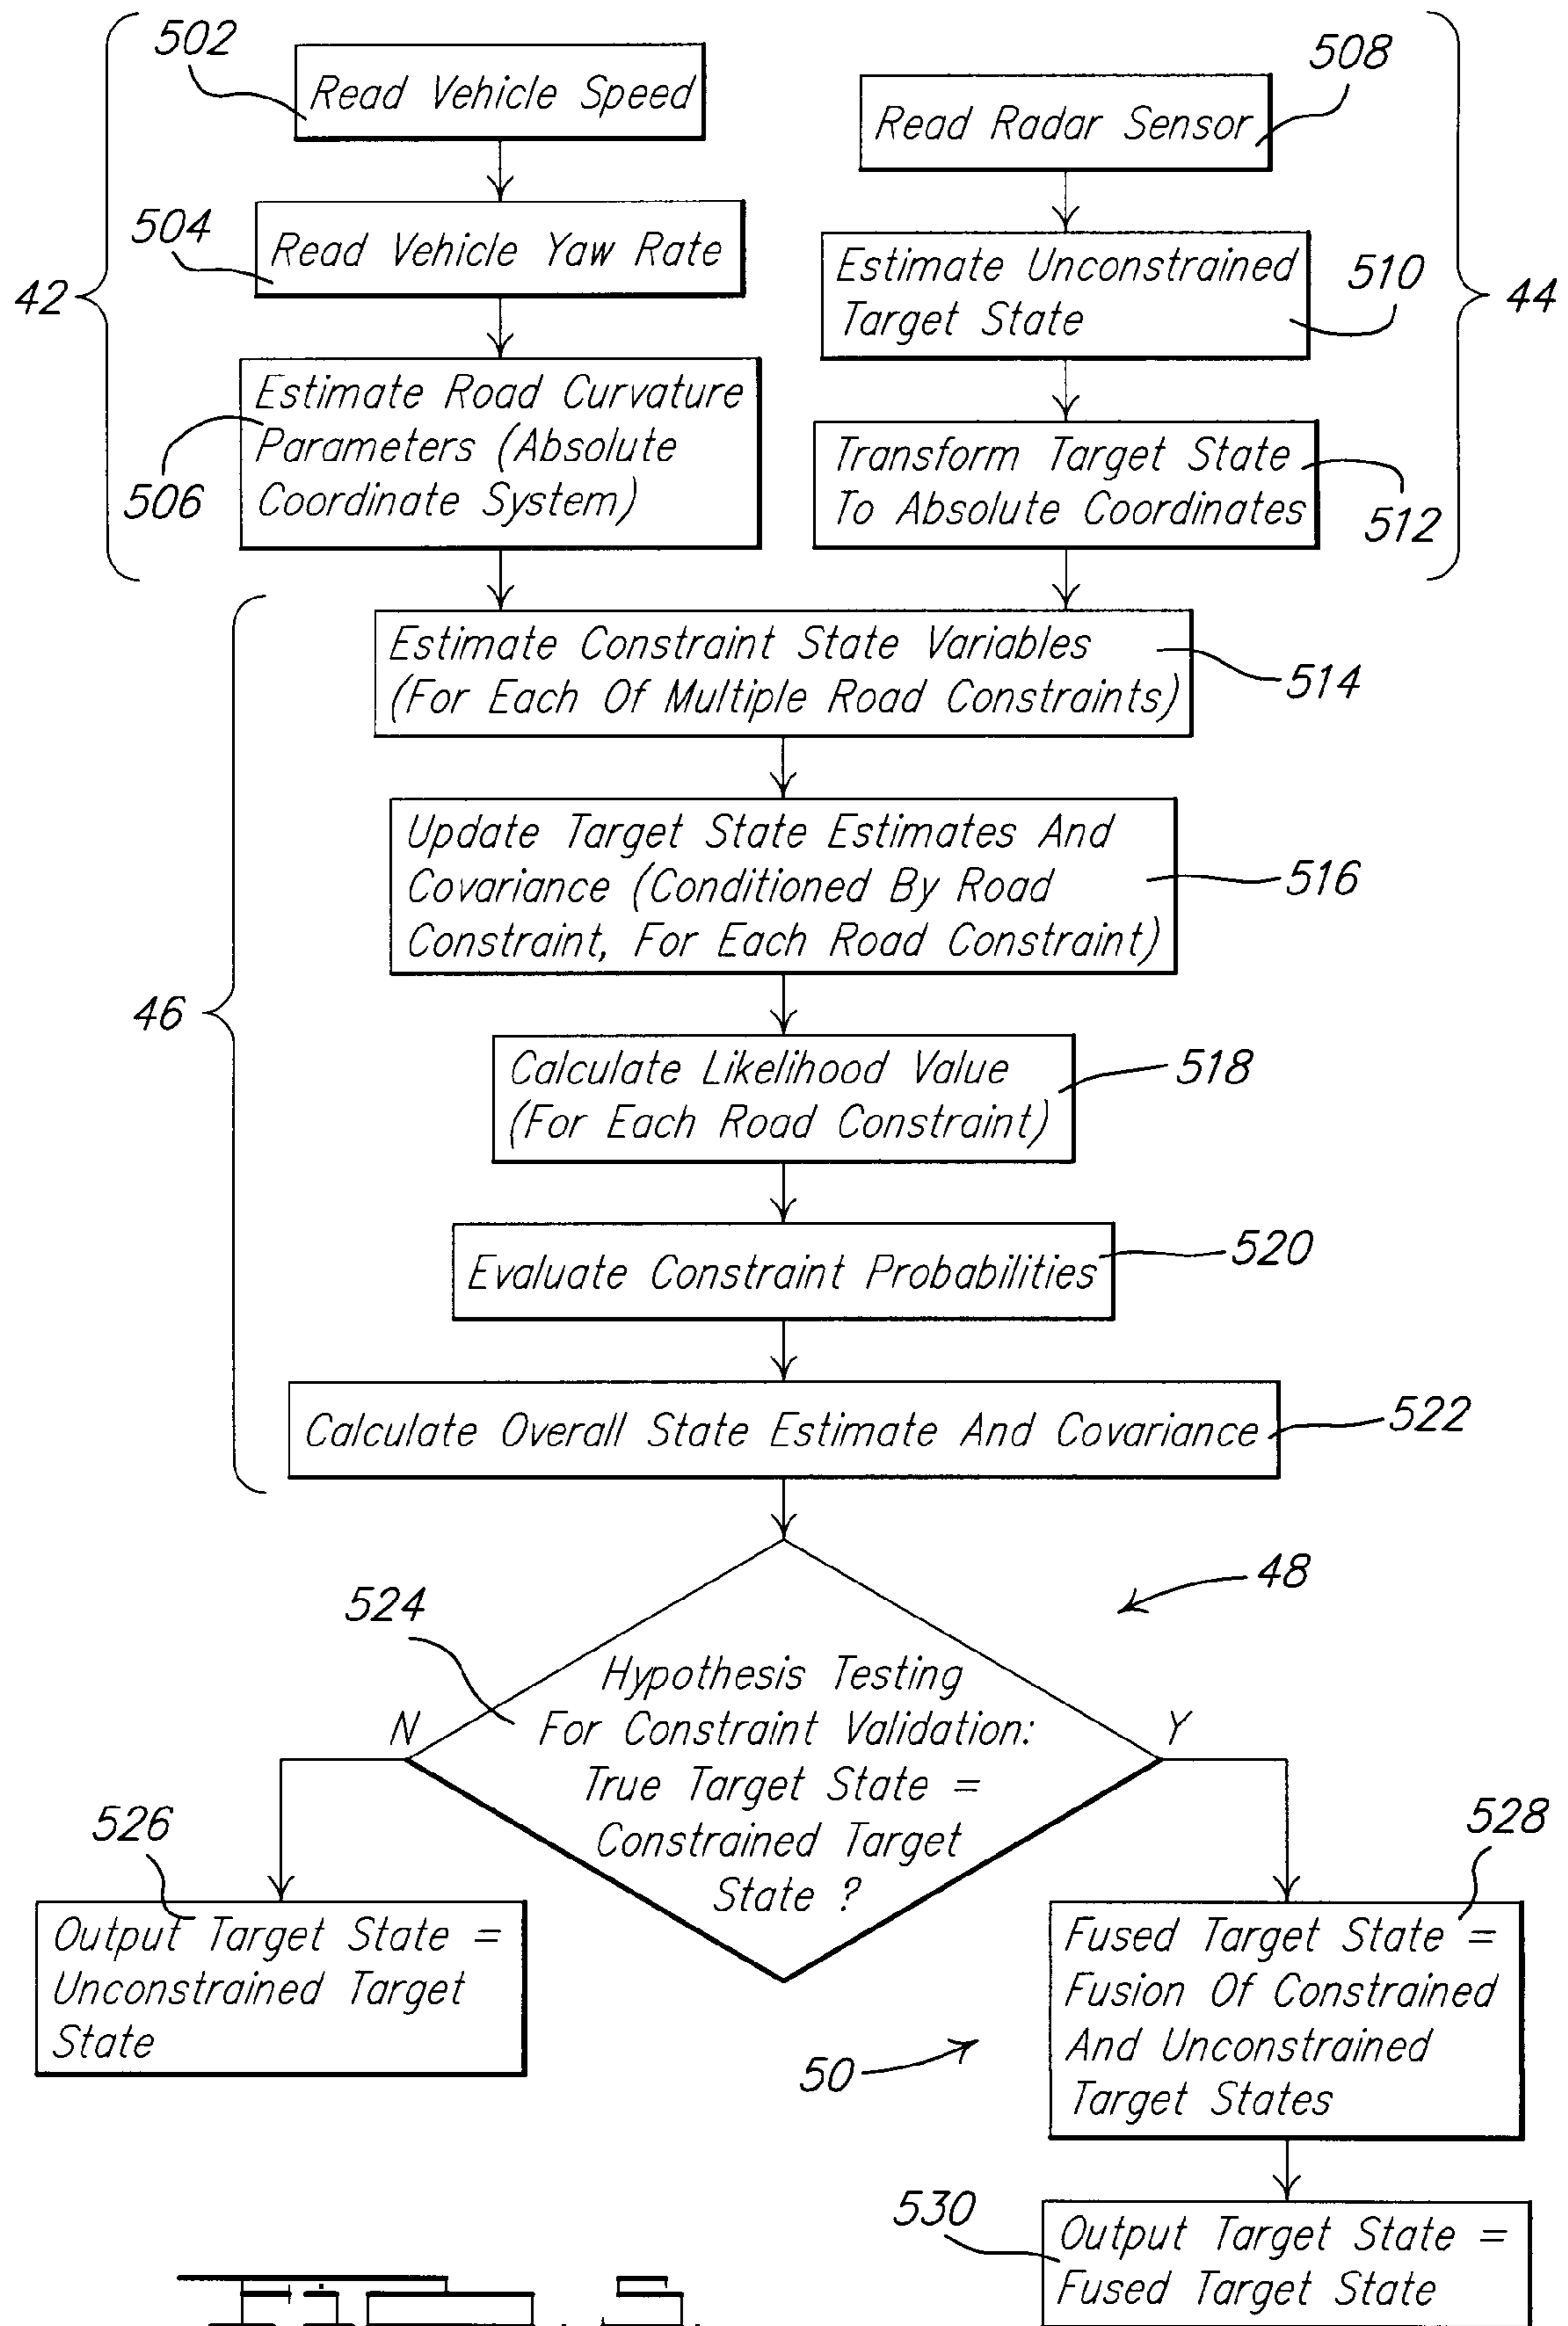 502
Read Vehicle Speed
504
Read Vehicle Yaw Rate
42
Estimate Road Curvature
Parameters (Absolute
Coordinate System)
506
508
Read Radar Sensor
Estimate Unconstrained
Target State
510
44
Transform Target State
To Absolute Coordinates
512
Estimate Constraint State Variables
(For Each Of Multiple Road Constraints)
514
Update Target State Estimates And
Covariance (Conditioned By Road
Constraint, For Each Road Constraint)
516
46
Calculate Likelihood Value
(For Each Road Constraint)
518
Evaluate Constraint Probabilities
520
Calculate Overall State Estimate And Covariance
522
48
524
Hypothesis Testing
For Constraint Validation:
True Target State =
Constrained Target
State ?
N
Y
526
Output Target State =
Unconstrained Target
State
528
Fused Target State =
Fusion Of Constrained
And Unconstrained
Target States
50
530
Output Target State =
Fused Target State